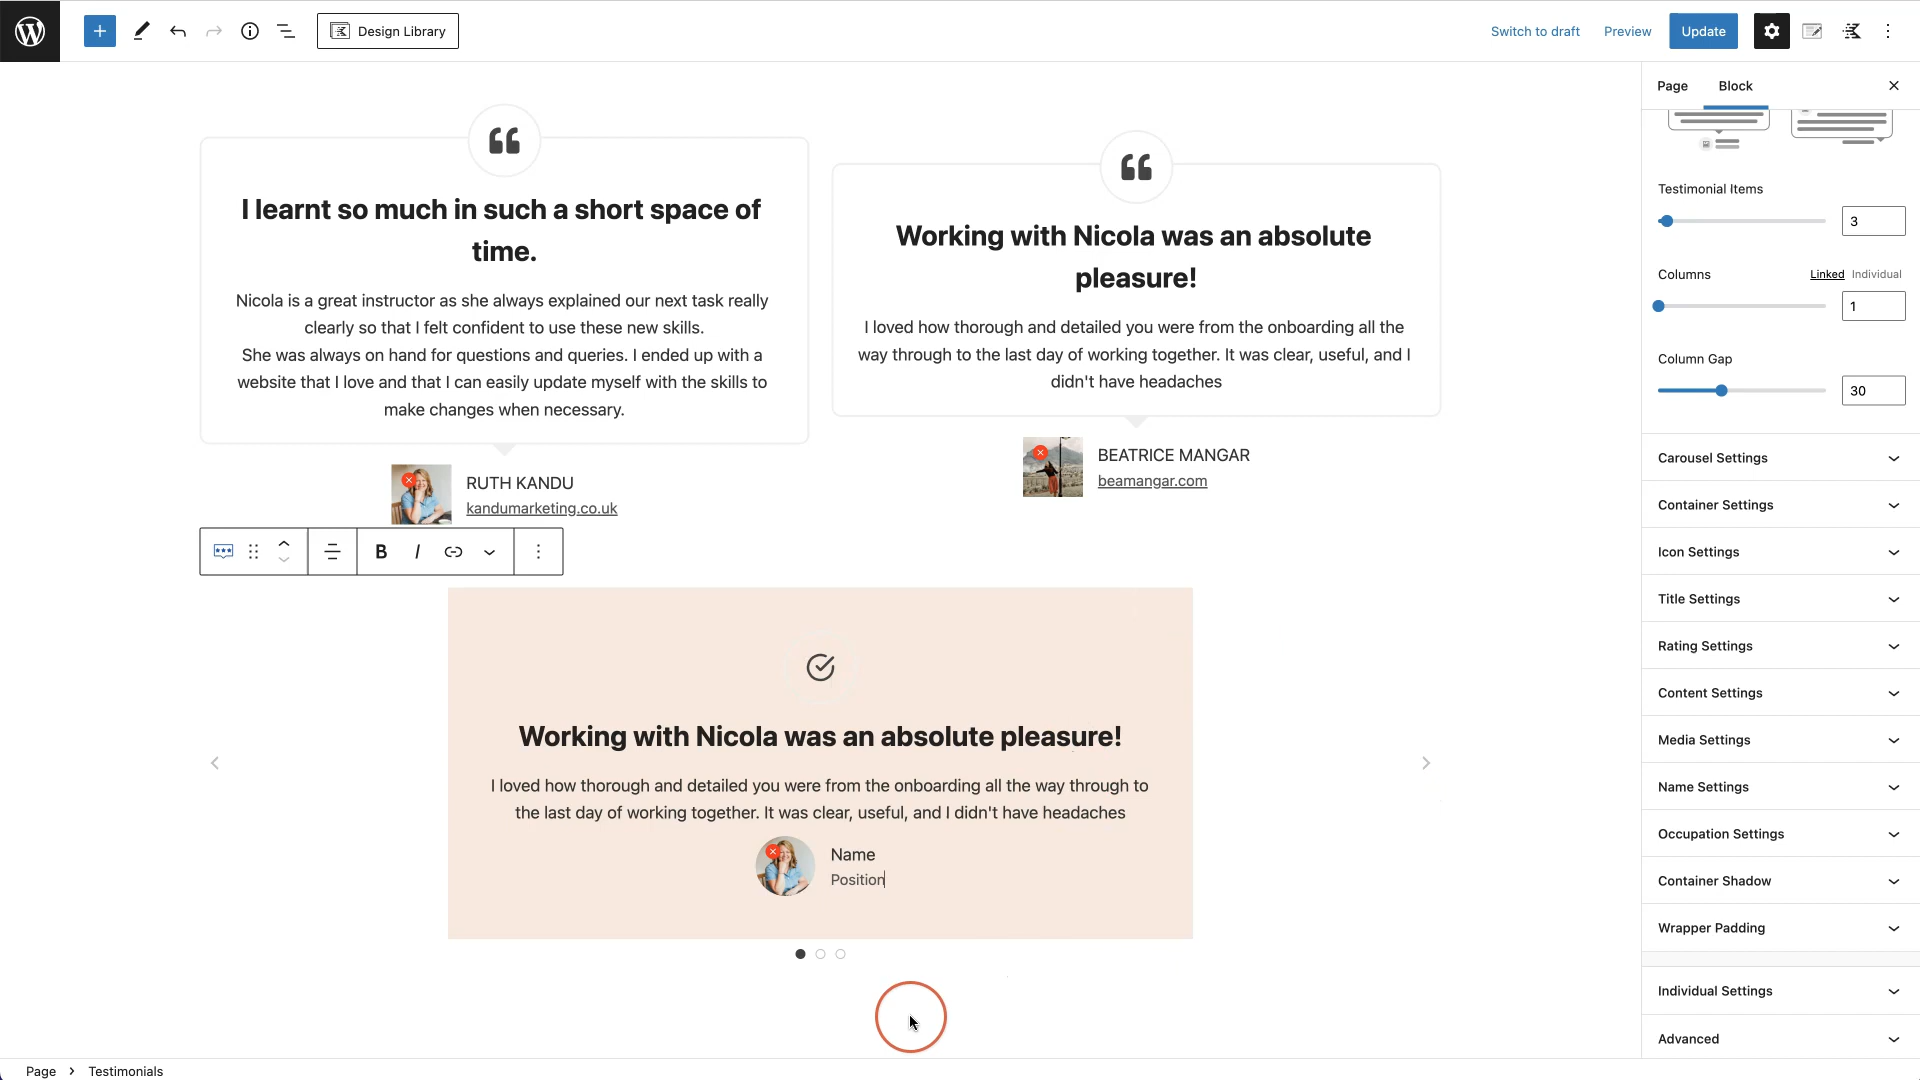 Design Library
Switch to draft
Preview
Update
Page
Block
I learnt so much in such a short space of
time.
Nicola is a great instructor as she always explained our next task really
clearly so that I felt confident to use these new skills.
She was always on hand for questions and queries. I ended up with a
website that I love and that I can easily update myself with the skills to
make changes when necessary.
RUTH KANDU
kandumarketing.co.uk
Working with Nicola was an absolute
pleasure!
I loved how thorough and detailed you were from the onboarding all the
way through to the last day of working together. It was clear, useful, and I
didn't have headaches
BEATRICE MANGAR
beamangar.com
B I
Working with Nicola was an absolute pleasure!
I loved how thorough and detailed you were from the onboarding all the way through to
the last day of working together. It was clear, useful, and I didn't have headaches
Name
Position
Testimonial Items
3
Columns
Linked Individual
1
Column Gap
30
Carousel Settings
Container Settings
Icon Settings
Title Settings
Rating Settings
Content Settings
Media Settings
Name Settings
Occupation Settings
Container Shadow
Wrapper Padding
Individual Settings
Advanced
Page > Testimonials